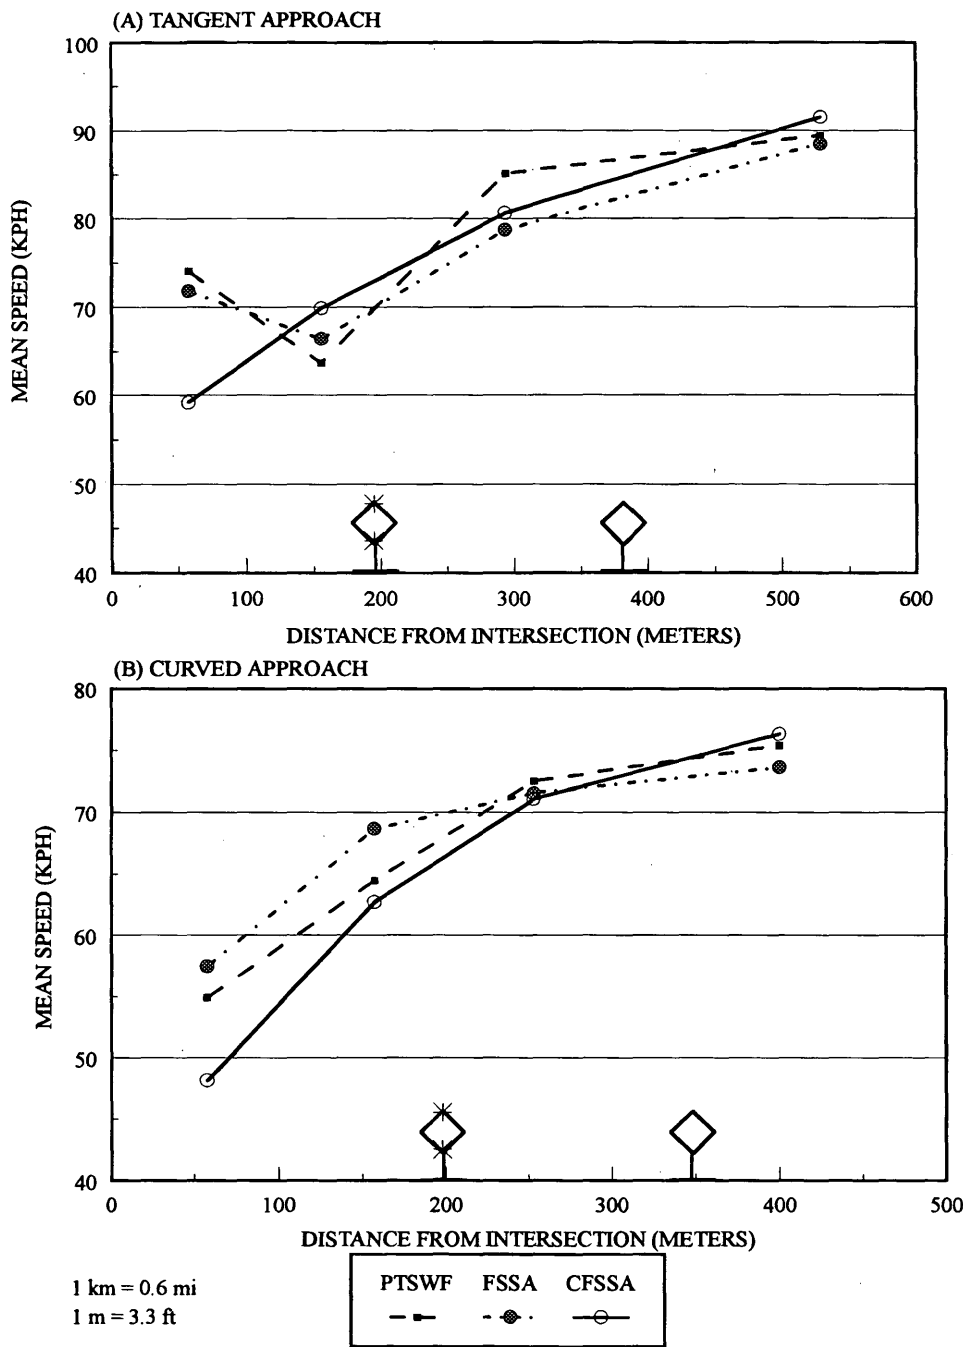 (A) TANGENT APPROACH
100
90
80
70
60
50
40
MEAN SPEED (KPH)
0 100 200 300 400 500 600
DISTANCE FROM INTERSECTION (METERS)
(B) CURVED APPROACH
80
70
60
50
40
MEAN SPEED (KPH)
0 100 200 300 400 500
DISTANCE FROM INTERSECTION (METERS)
1 km = 0.6 mi
1 m = 3.3 ft
PTSWF FSSA CFSSA